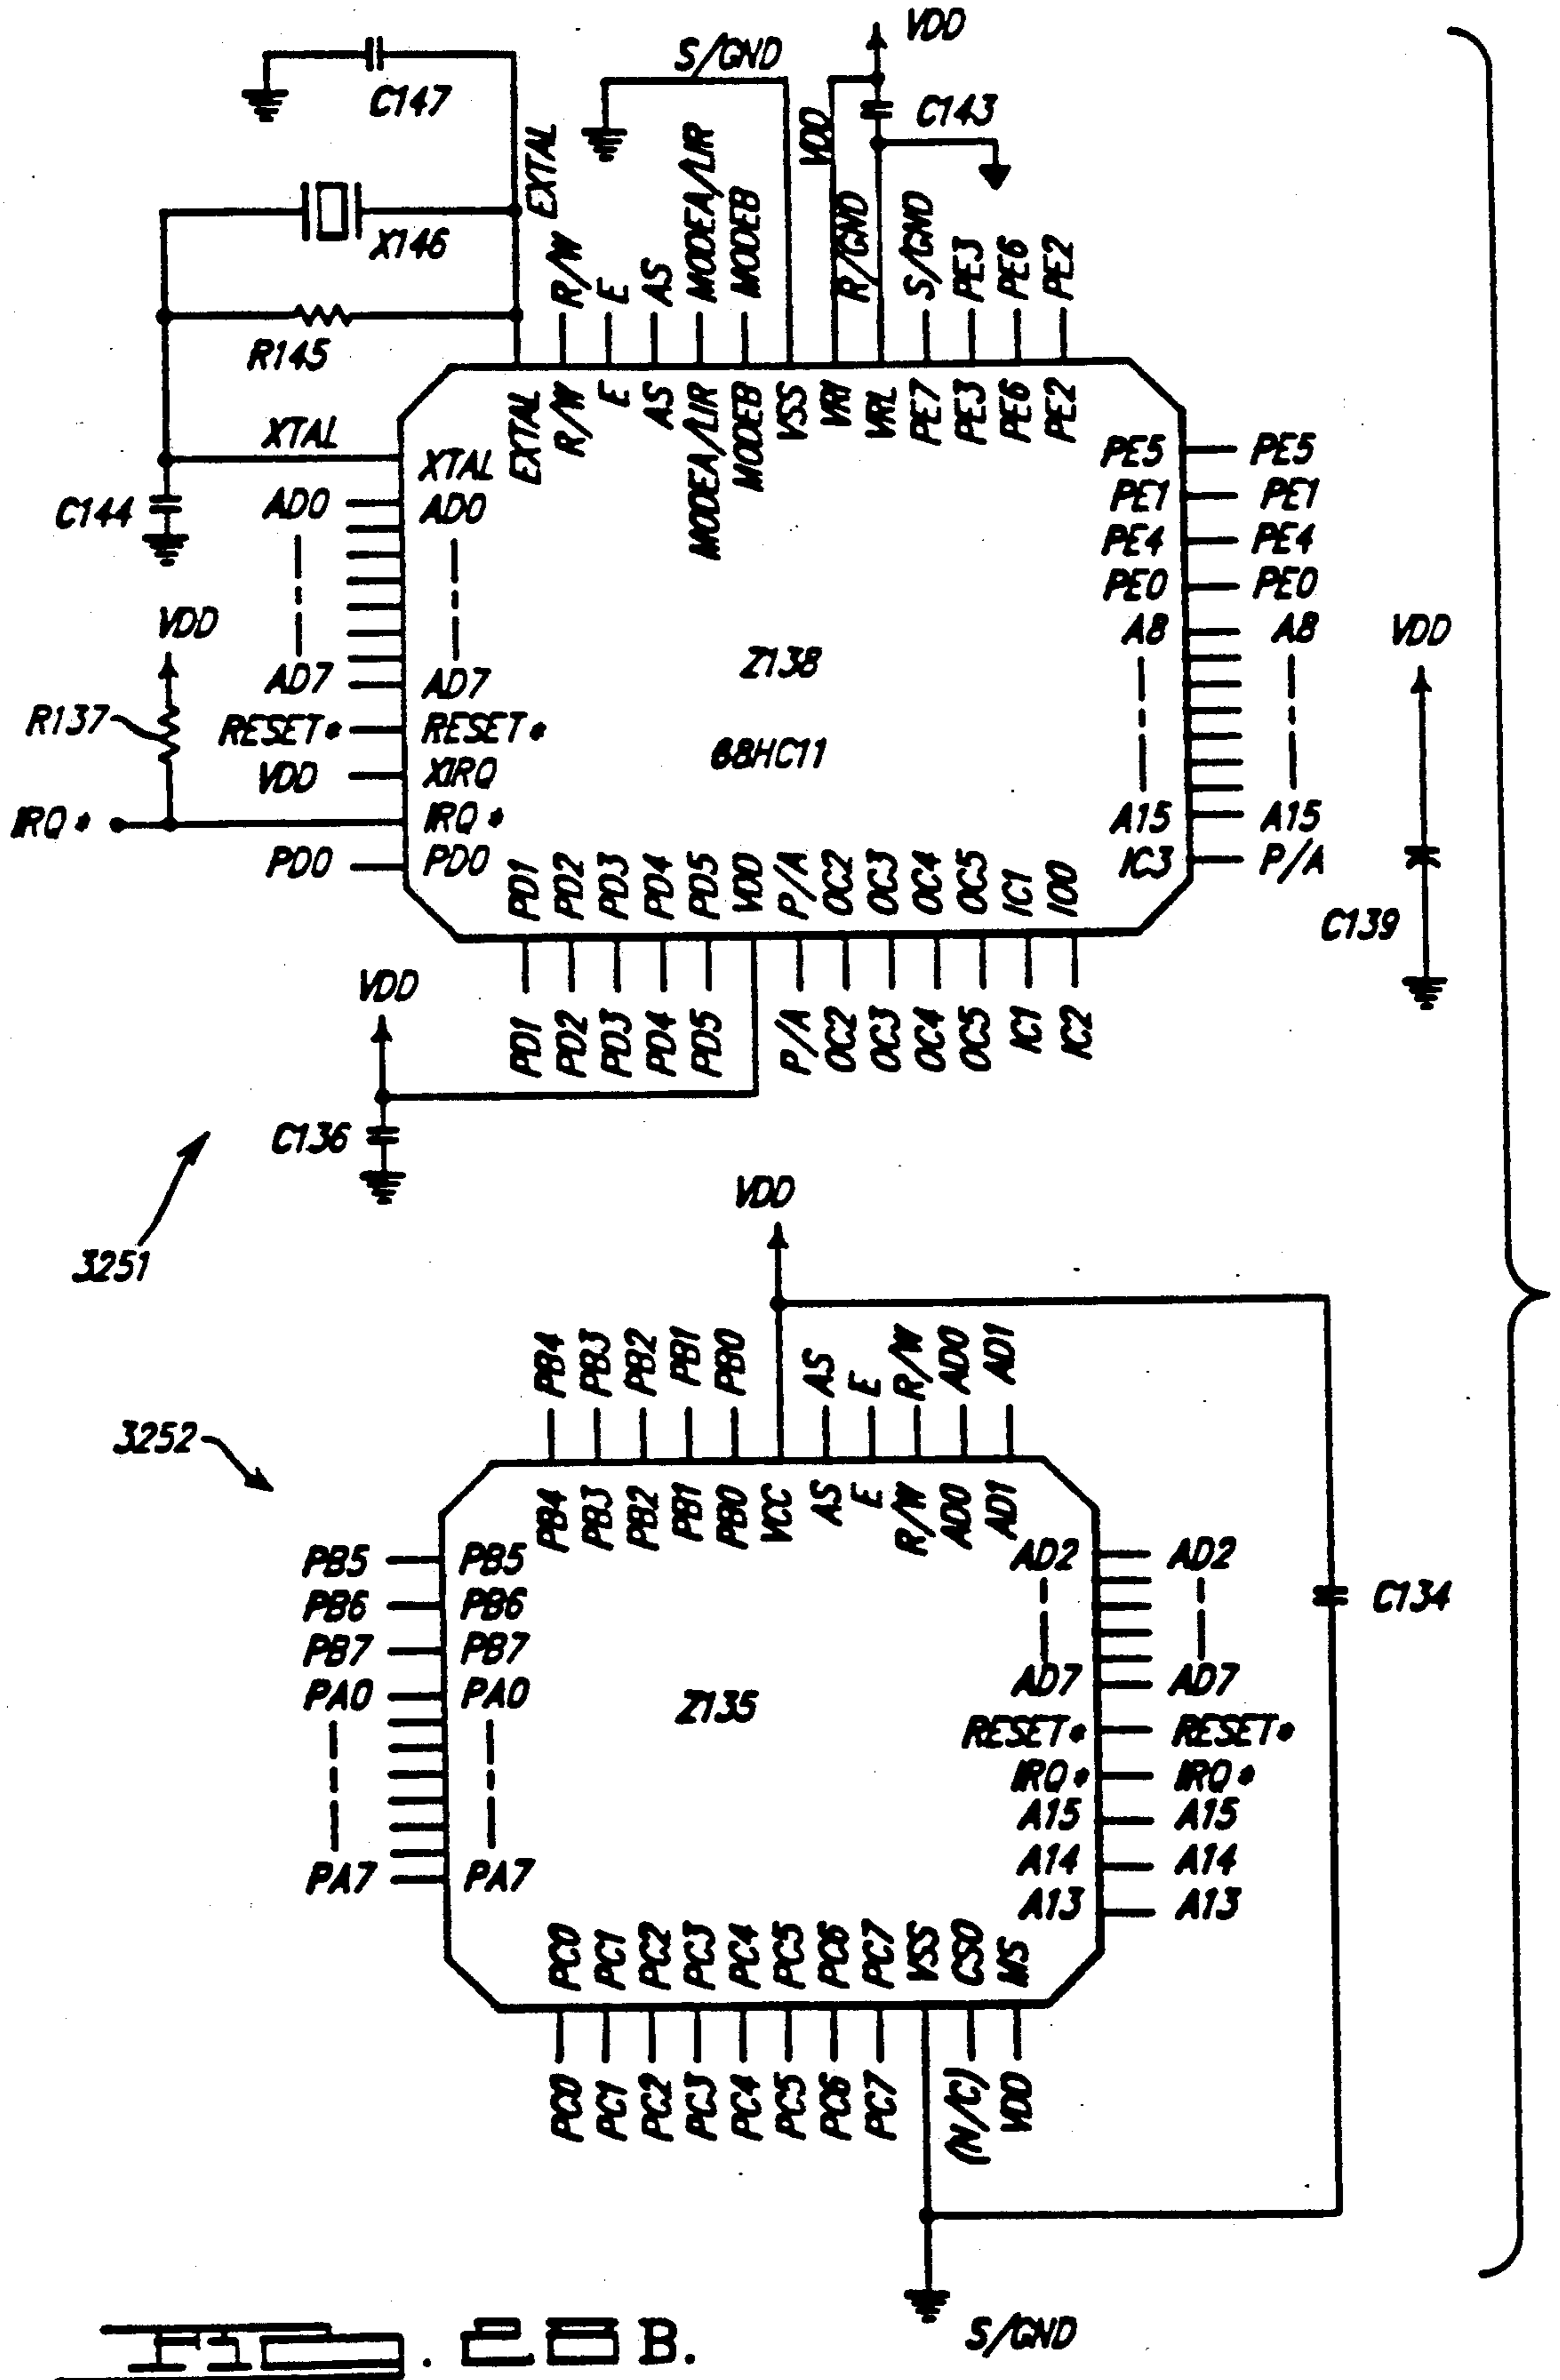 VDD
S/GND
C147
C143
VDD
EXTAL
R/W
E
AS
MODEA/LIR
MODEB
R/GND
S/GND
PE3
PE6
PE2
X146
R145
EXTAL
R/W
E
AS
MODEA/LIR
MODEB
VSS
VRL
PE7
PE3
PE6
PE2
XTAL
XTAL
C144
AD0
AD0
PE5
PE5
PE1
PE1
PE4
PE4
PE0
PE0
VDD
A8
A8
VDD
Z138
AD7
AD7
R137
RESET*
RESET*
68HC11
VDD
XIRQ
IRQ*
IRQ*
A15
A15
PD0
PD0
IC3
P/A
PD1
PD2
PD3
PD4
PD5
VDD
P/A
OC2
OC3
OC4
OC5
IC1
C139
VDD
PD1
PD2
PD3
PD4
PD5
P/A
OC2
OC3
OC4
OC5
IC1
IC2
C136
3251
VDD
PB4
PB3
PB2
PB1
PB0
AS
E
R/W
AD0
AD1
3252
PB4
PB3
PB2
PB1
PB0
VCC
AS
E
R/W
AD0
AD1
PB5
PB5
AD2
AD2
PB6
PB6
C134
PB7
PB7
PA0
PA0
Z135
AD7
AD7
RESET*
RESET*
IRQ*
IRQ*
A15
A15
PA7
PA7
A14
A14
A13
A13
PC0
PC1
PC2
PC3
PC4
PC5
PC6
PC7
VSS
CS0
PC0
PC1
PC2
PC3
PC4
PC5
PC6
PC7
(N/C)
VDD
S/GND
FIG. 28B.